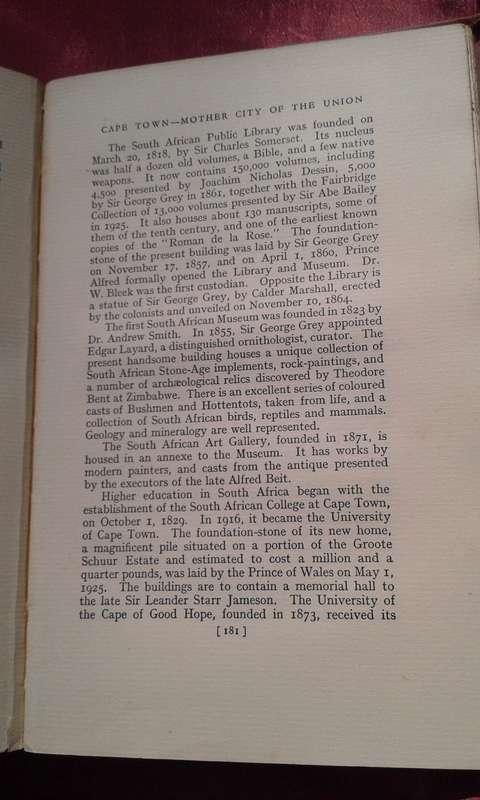 CAPE TOWN—MOTHER CITY OF THE UNION
The South African Public Library was founded on
March 20, 1818, by Sir Charles Somerset. Its nucleus
was half a dozen old volumes, a Bible, and a few native
weapons. It now contains 150,000 volumes, including
4,500 presented by Joachim Nicholas Dessin, 5,000
by Sir George Grey in 1861, together with the Fairbridge
Collection of 13,000 volumes presented by Sir Abe Bailey
in 1925. It also houses about 130 manuscripts, some of
them of the tenth century, and one of the earliest known
copies of the "Roman de la Rose." The foundation-
stone of the present building was laid by Sir George Grey
on November 17, 1857, and on April 1, 1860, Prince
Alfred formally opened the Library and Museum. Dr.
W. Bleek was the first custodian. Opposite the Library is
a statue of Sir George Grey, by Calder Marshall, erected
by the colonists and unveiled on November 10, 1864.
The first South African Museum was founded in 1823 by
Dr. Andrew Smith. In 1855, Sir George Grey appointed
Edgar Layard, a distinguished ornithologist, curator. The
present handsome building houses a unique collection of
South African Stone-Age implements, rock-paintings, and
a number of archæological relics discovered by Theodore
Bent at Zimbabwe. There is an excellent series of coloured
casts of Bushmen and Hottentots, taken from life, and a
collection of South African birds, reptiles and mammals.
Geology and mineralogy are well represented.
The South African Art Gallery, founded in 1871, is
housed in an annexe to the Museum. It has works by
modern painters, and casts from the antique presented
by the executors of the late Alfred Beit.
Higher education in South Africa began with the
establishment of the South African College at Cape Town,
on October 1, 1829. In 1916, it became the University
of Cape Town. The foundation-stone of its new home,
a magnificent pile situated on a portion of the Groote
Schuur Estate and estimated to cost a million and a
quarter pounds, was laid by the Prince of Wales on May 1,
1925. The buildings are to contain a memorial hall to
the late Sir Leander Starr Jameson. The University of
the Cape of Good Hope, founded in 1873, received its
[181]